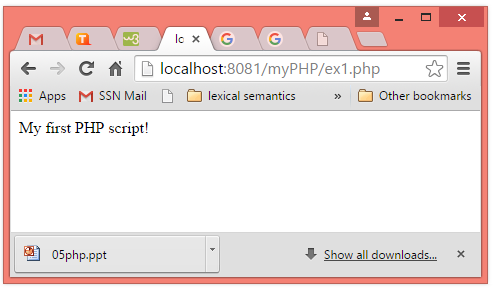 lc
localhost:8081/myPHP/ex1.php
Apps SSN Mail lexical semantics » Other bookmarks
My first PHP script!
05php.ppt Show all downloads...